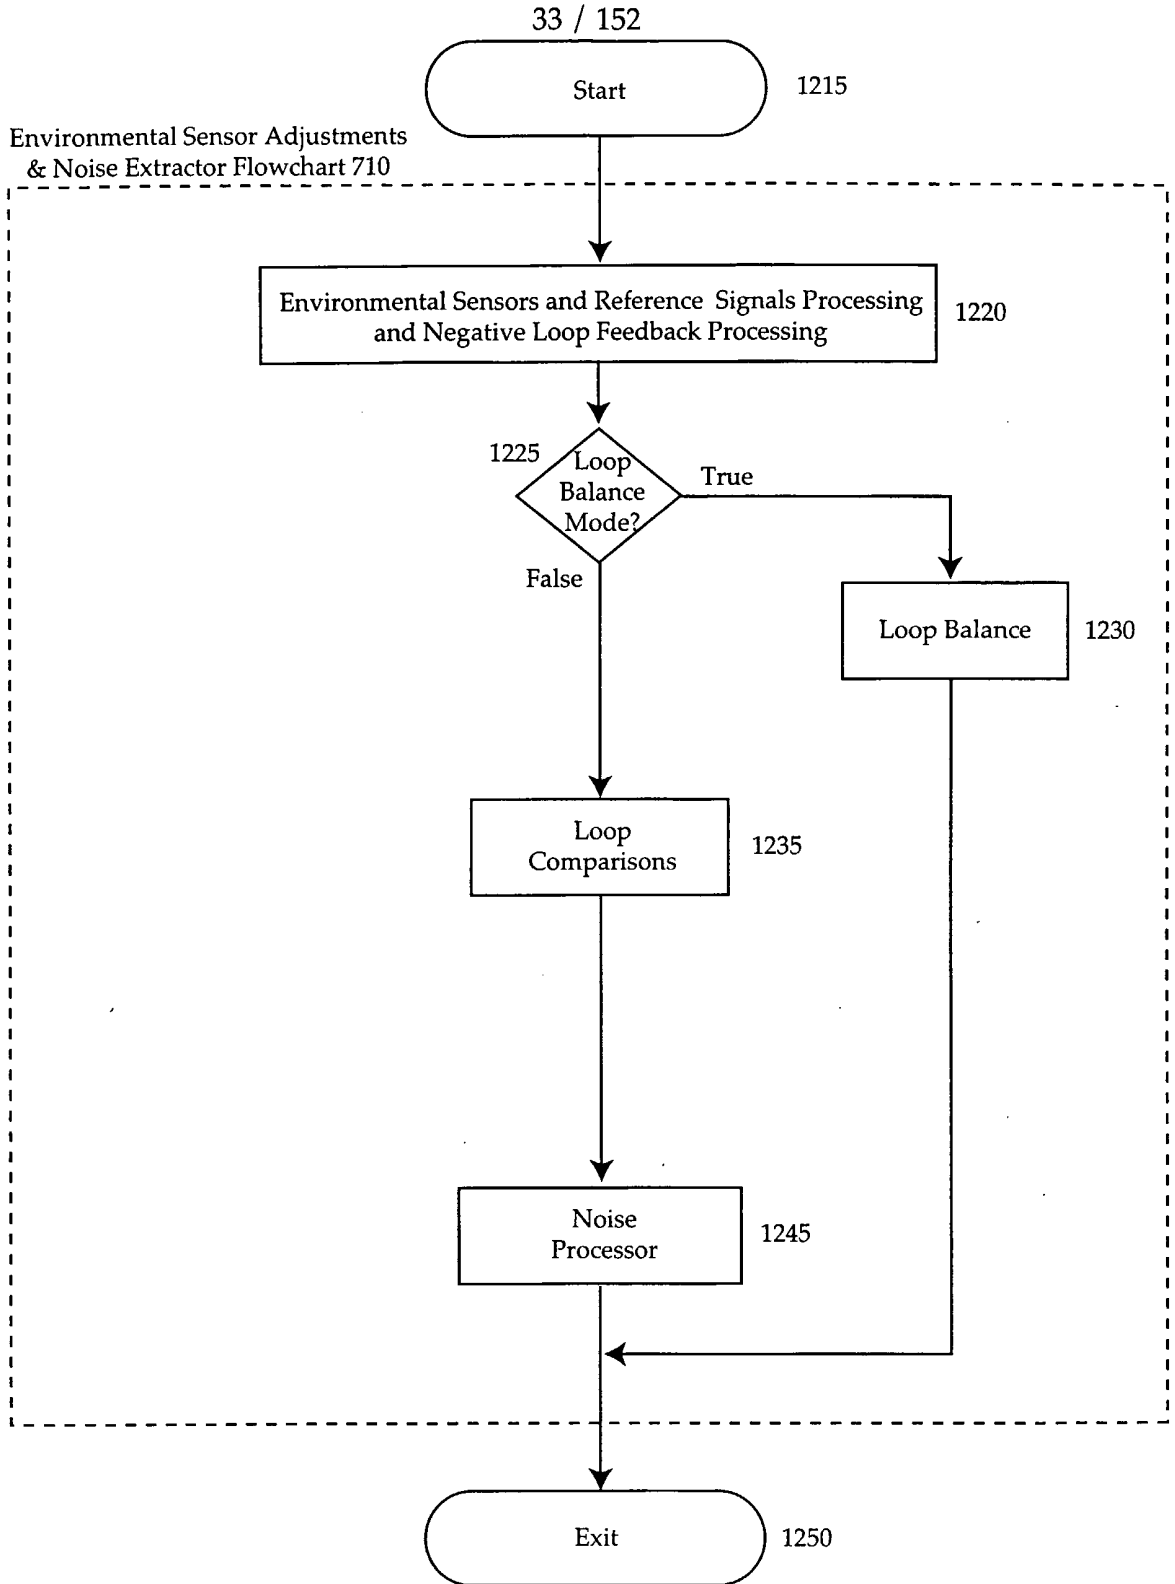 33 / 152
Start
1215
Environmental Sensor Adjustments
& Noise Extractor Flowchart 710
Environmental Sensors and Reference Signals Processing
and Negative Loop Feedback Processing
1220
1225
Loop
Balance
Mode?
True
False
Loop Balance
1230
Loop
Comparisons
1235
Noise
Processor
1245
Exit
1250